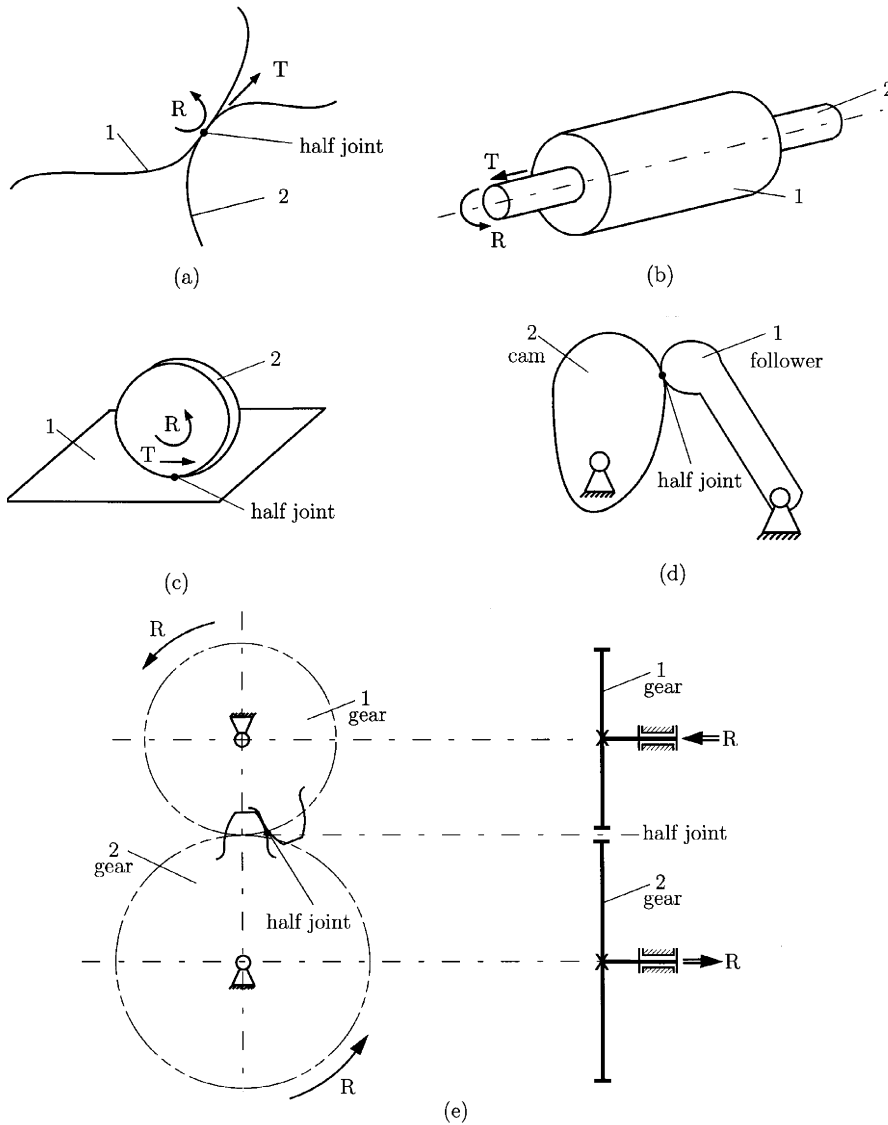 T
R
1
half joint
2
(a)
2
T
1
R
(b)
2
1
R
T
half joint
(c)
2
cam
1
follower
half joint
(d)
R
1
gear
2
gear
half joint
R
1
gear
R
half joint
2
gear
R
(e)